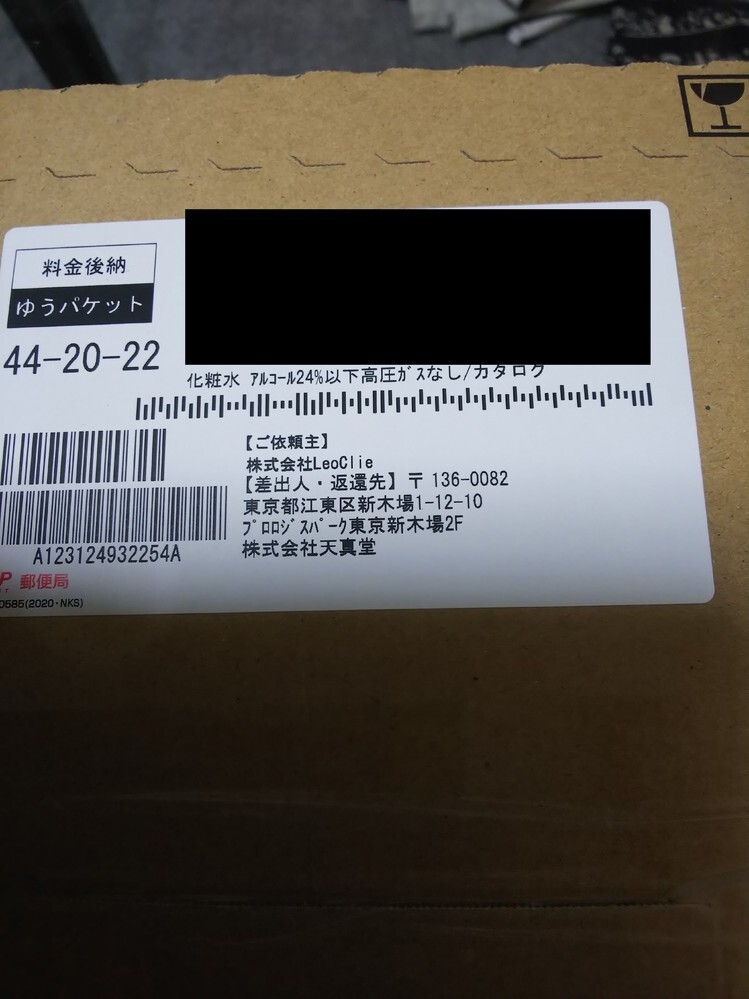 料金後納
ゆうパケット
44-20-22
化粧水 ｱﾙｺｰﾙ24%以下高圧ｶﾞｽなし/カタログ
【ご依頼主】
株式会社LeoClie
【差出人・返還先】〒 136-0082
東京都江東区新木場1-12-10
ﾌﾟﾛﾛｼﾞｽﾊﾟｰｸ東京新木場2F
株式会社天真堂
A123124932254A
P 郵便局
0585(2020・NKS)